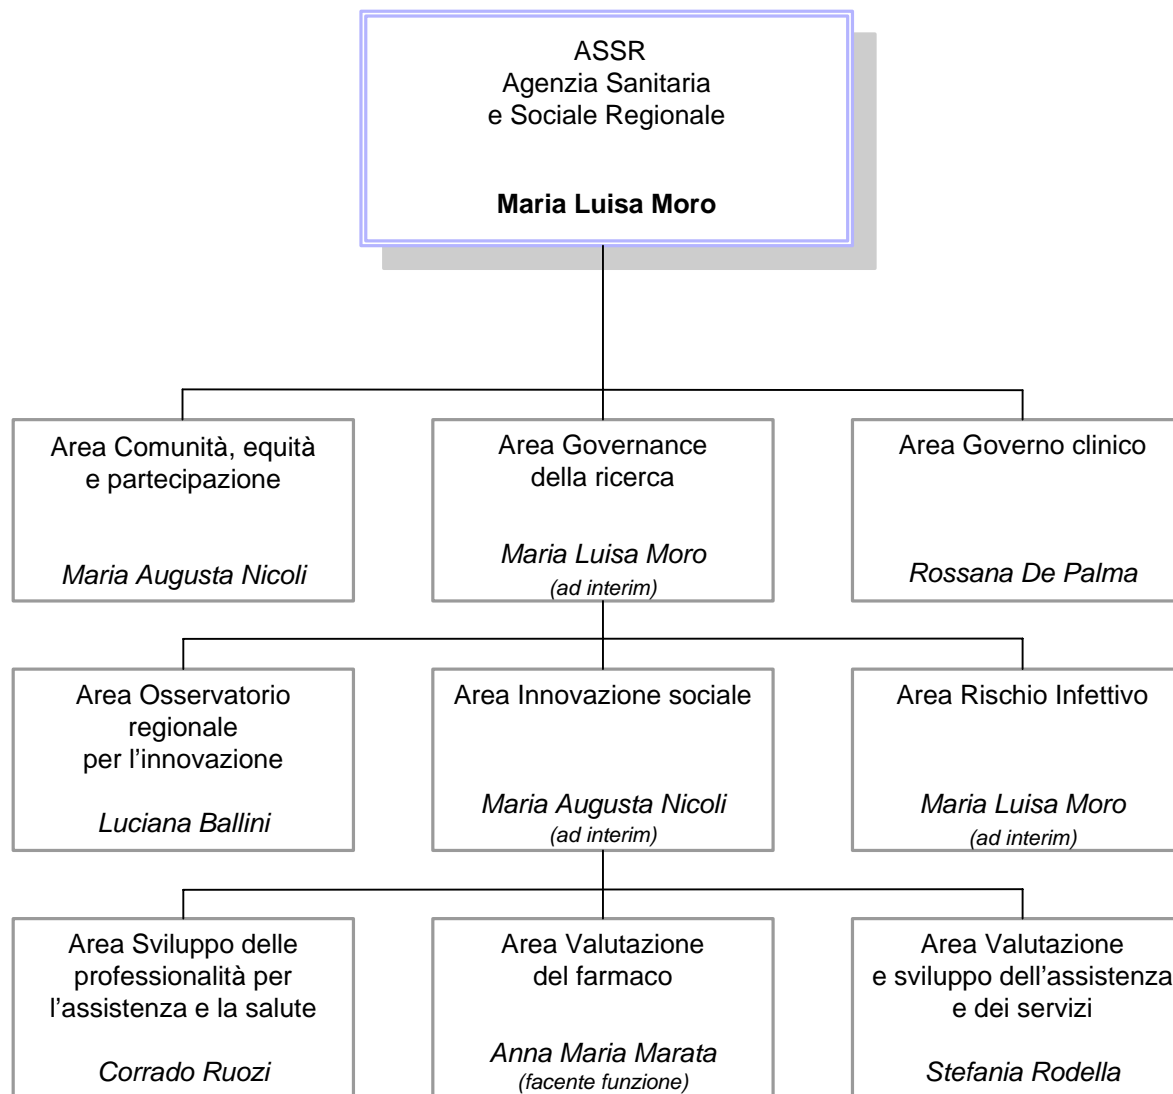 ASSR
Agenzia Sanitaria
e Sociale Regionale
Maria Luisa Moro
Area Comunità, equità
e partecipazione
Maria Augusta Nicoli
Area Governance
della ricerca
Maria Luisa Moro
(ad interim)
Area Governo clinico
Rossana De Palma
Area Osservatorio
regionale
per l’innovazione
Luciana Ballini
Area Innovazione sociale
Maria Augusta Nicoli
(ad interim)
Area Rischio Infettivo
Maria Luisa Moro
(ad interim)
Area Sviluppo delle
professionalità per
l’assistenza e la salute
Corrado Ruozi
Area Valutazione
del farmaco
Anna Maria Marata
(facente funzione)
Area Valutazione
e sviluppo dell’assistenza
e dei servizi
Stefania Rodella